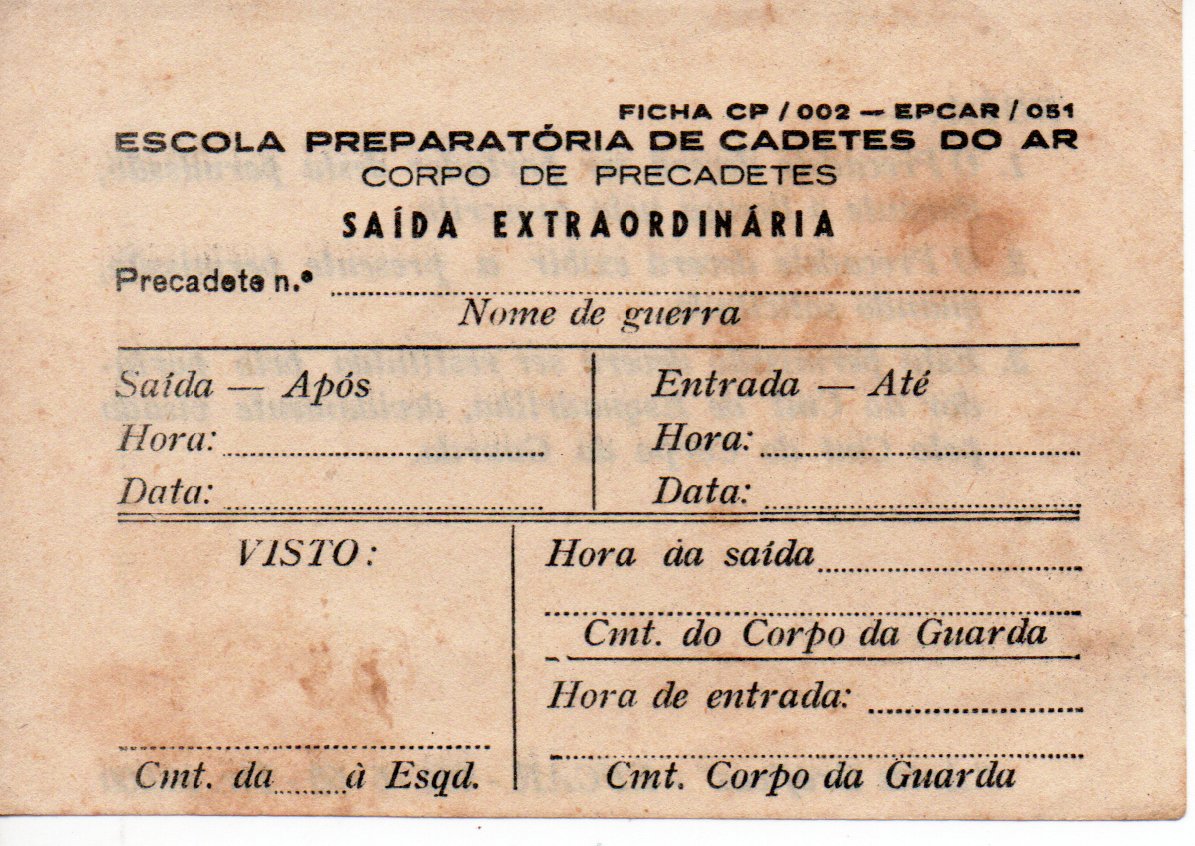 FICHA CP / 002 — EPCAR / 051
ESCOLA PREPARATÓRIA DE CADETES DO AR
CORPO DE PRECADETES
SAÍDA EXTRAORDINÁRIA
Precadete n.º
Nome de guerra
Saída — Após
Hora:
Data:
Entrada — Até
Hora:
Data:
VISTO:
Cmt. da ...... à Esqd.
Hora da saída
Cmt. do Corpo da Guarda
Hora de entrada:
Cmt. Corpo da Guarda